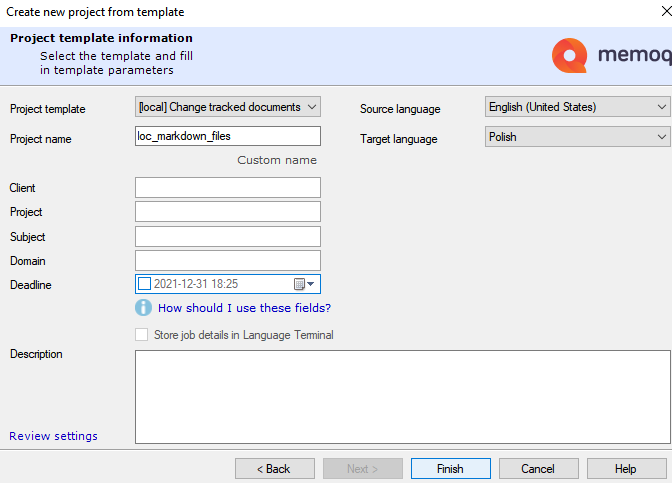 Create new project from template
Project template information
Select the template and fill
in template parameters
memoq
Project template [local] Change tracked documents Source language English (United States)
Project name loc_markdown_files Target language Polish
Custom name
Client
Project
Subject
Domain
Deadline 2021-12-31 18:25
How should I use these fields?
Store job details in Language Terminal
Description
Review settings
< Back Next > Finish Cancel Help